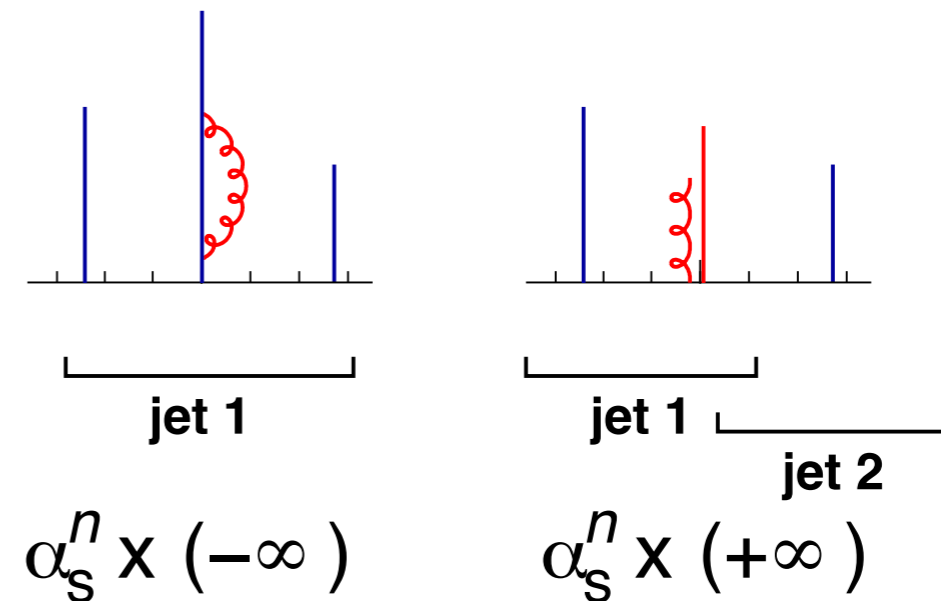 jet 1
jet 1
jet 2
αₛⁿ x (−∞)
αₛⁿ x (+∞)